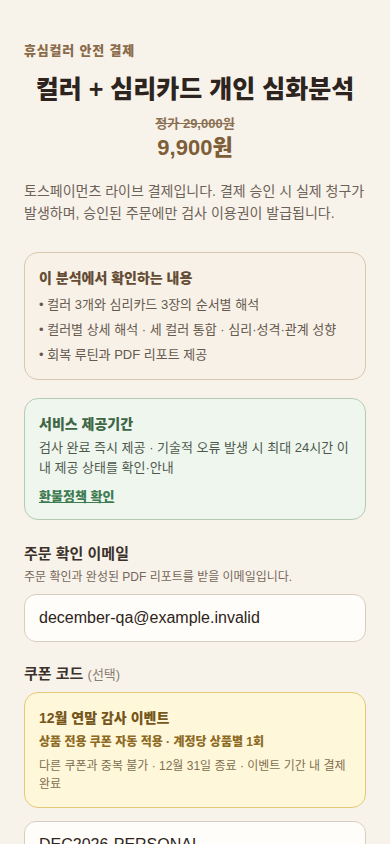 휴심컬러 안전 결제
컬러 + 심리카드 개인 심화분석
정가 29,000원
9,900원
토스페이먼츠 라이브 결제입니다. 결제 승인 시 실제 청구가
발생하며, 승인된 주문에만 검사 이용권이 발급됩니다.
이 분석에서 확인하는 내용
• 컬러 3개와 심리카드 3장의 순서별 해석
• 컬러별 상세 해석 · 세 컬러 통합 · 심리·성격·관계 성향
• 회복 루틴과 PDF 리포트 제공
서비스 제공기간
검사 완료 즉시 제공 · 기술적 오류 발생 시 최대 24시간 이
내 제공 상태를 확인·안내
환불정책 확인
주문 확인 이메일
주문 확인과 완성된 PDF 리포트를 받을 이메일입니다.
december-qa@example.invalid
쿠폰 코드 (선택)
12월 연말 감사 이벤트
상품 전용 쿠폰 자동 적용 · 계정당 상품별 1회
다른 쿠폰과 중복 불가 · 12월 31일 종료 · 이벤트 기간 내 결제
완료
DEC2026-PERSONAL